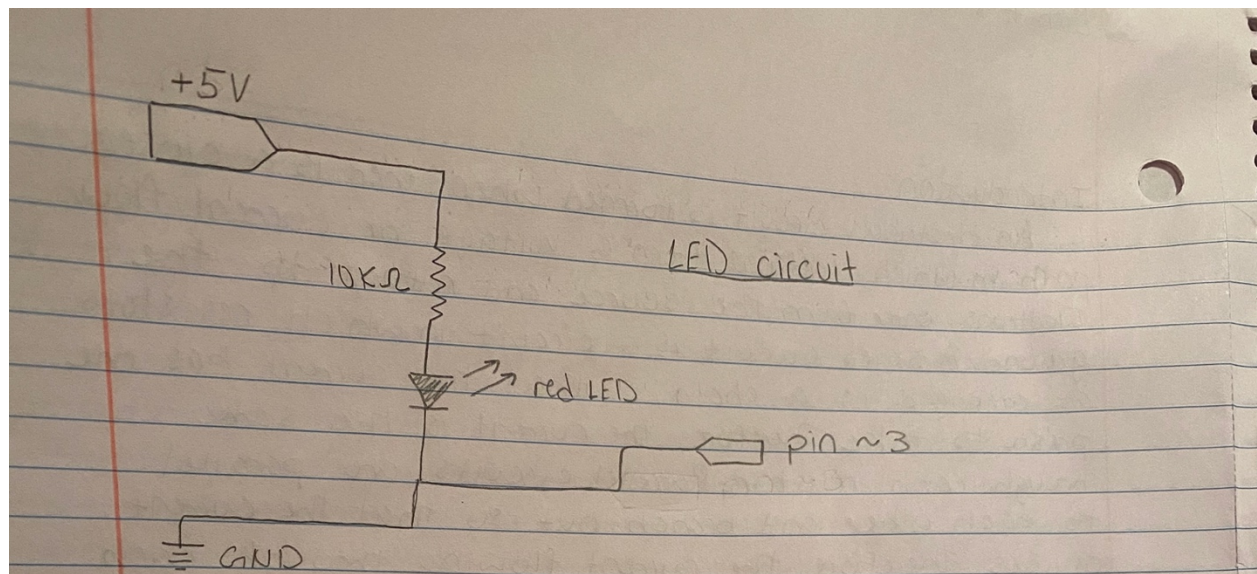 +5V
10KΩ
LED circuit
red LED
pin ~3
GND